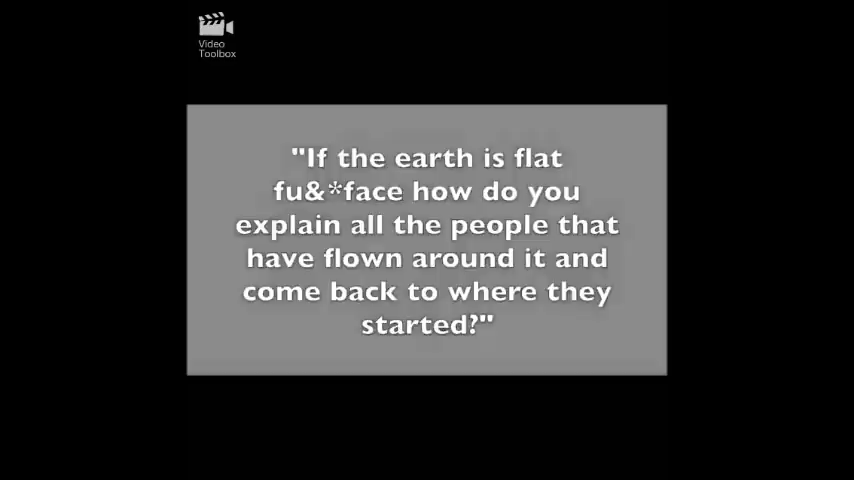 Video
Toolbox
"If the earth is flat
fu&*face how do you
explain all the people that
have flown around it and
come back to where they
started?"